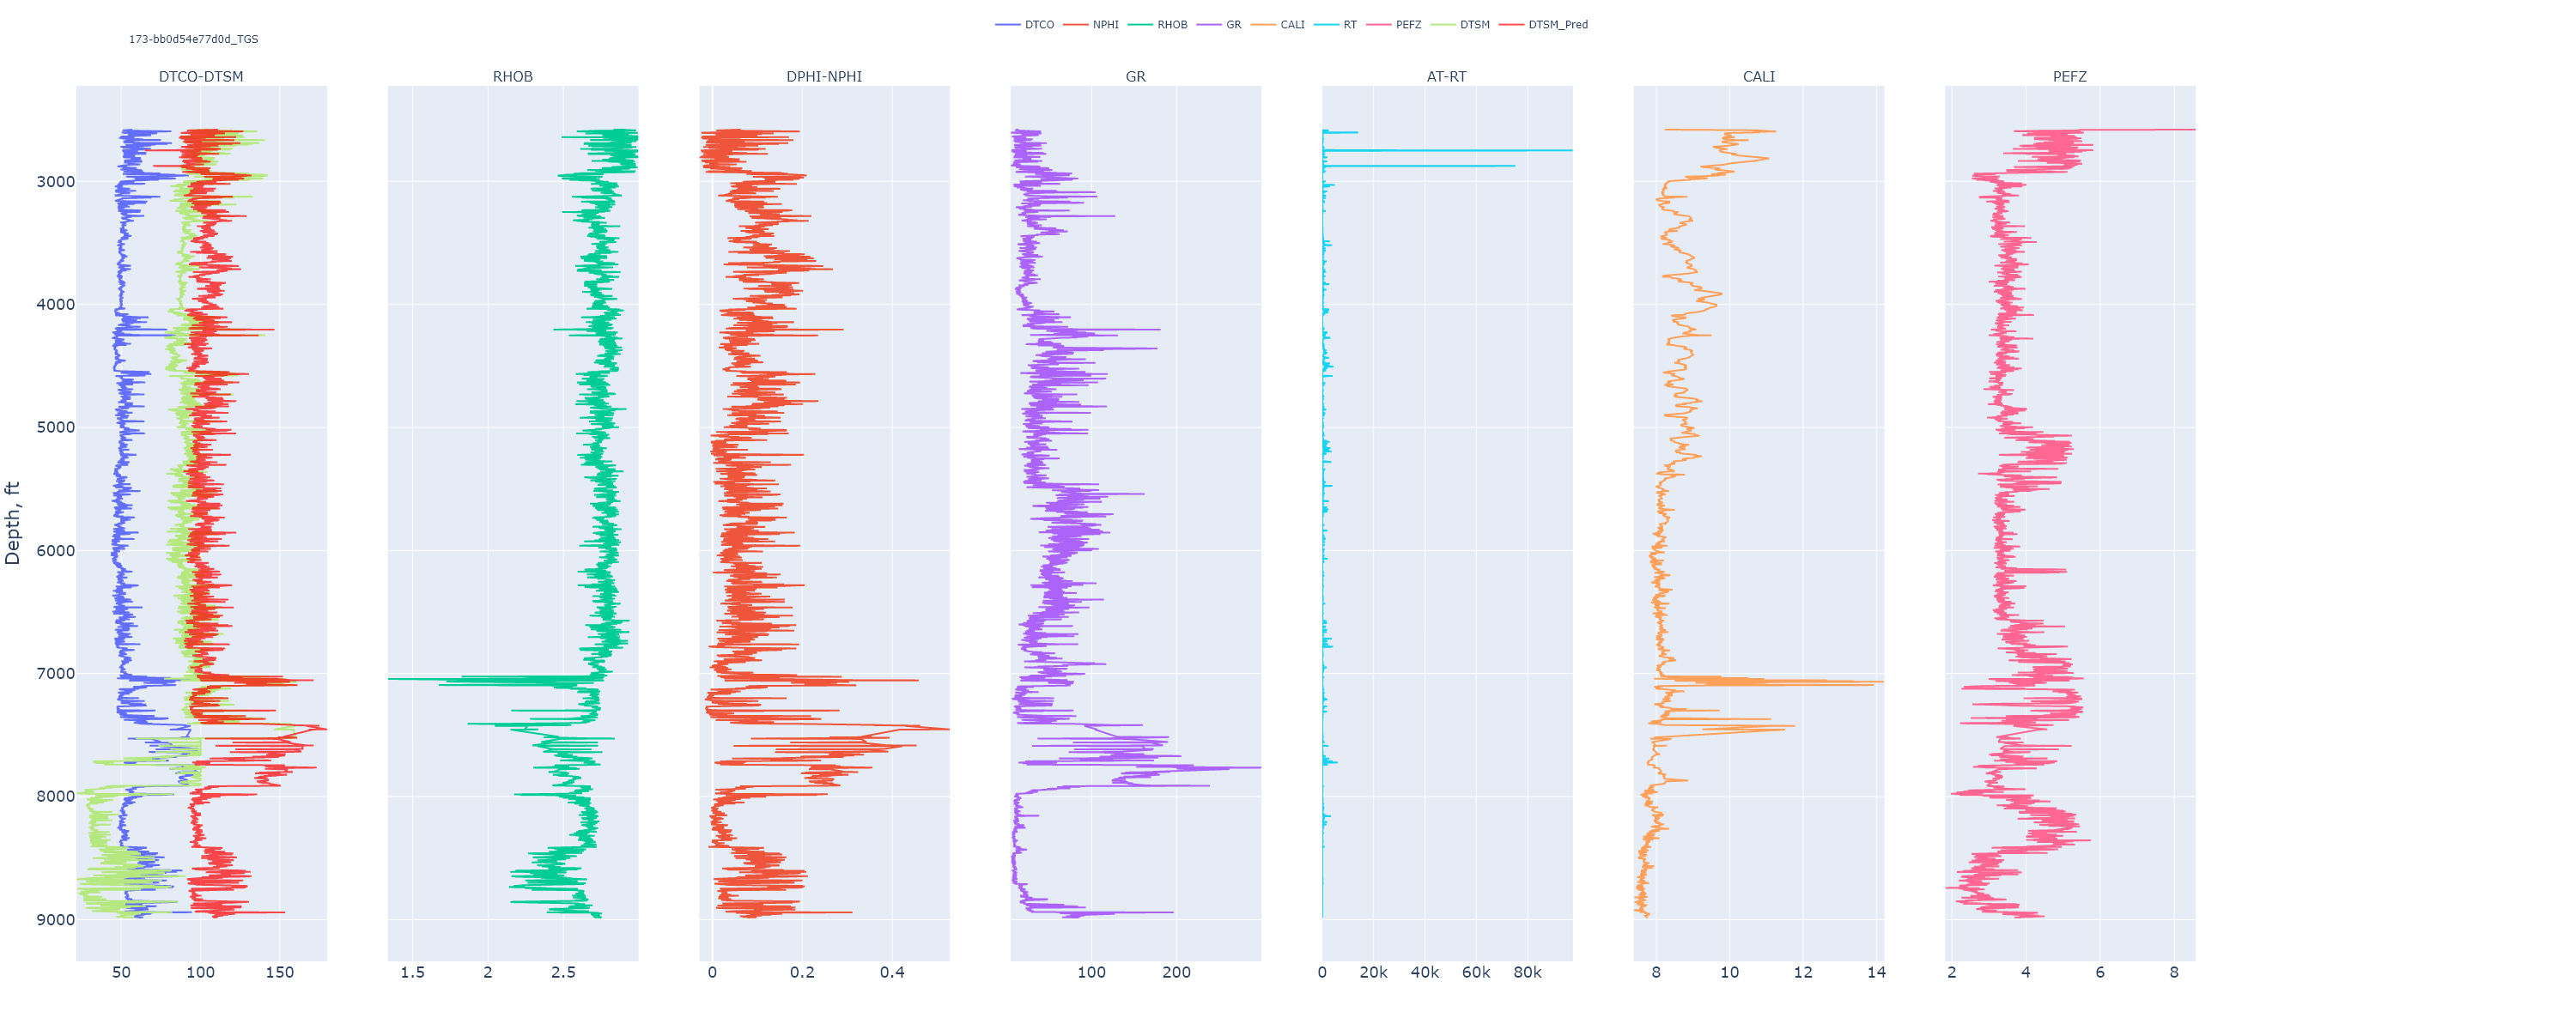 DTCO NPHI RHOB GR CALI RT PEFZ DTSM DTSM_Pred
173-bb0d54e77d0d_TGS
DTCO-DTSM RHOB DPHI-NPHI GR AT-RT CALI PEFZ
Depth, ft
3000
4000
5000
6000
7000
8000
9000
50 100 150 1.5 2 2.5 0 0.2 0.4 100 200 0 20k 40k 60k 80k 8 10 12 14 2 4 6 8